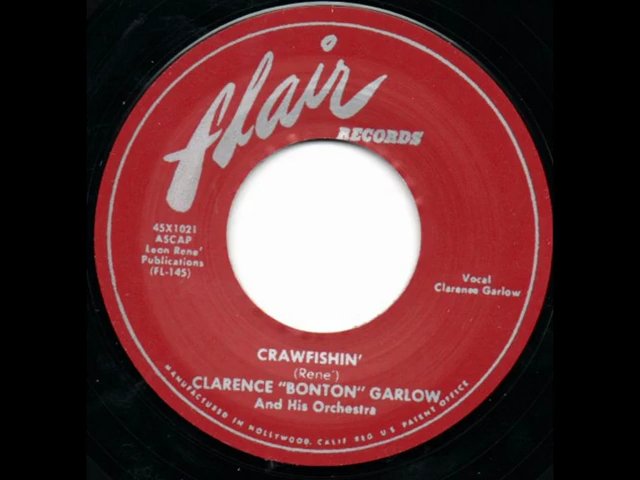 flair
RECORDS
45X1021
ASCAP
Leon Rene'
Publications
(FL-145)
Vocal
Clarence Garlow
CRAWFISHIN'
(Rene')
CLARENCE "BONTON" GARLOW
And His Orchestra
MANUFACTURED IN HOLLYWOOD, CALIF REG U S PATENT OFFICE